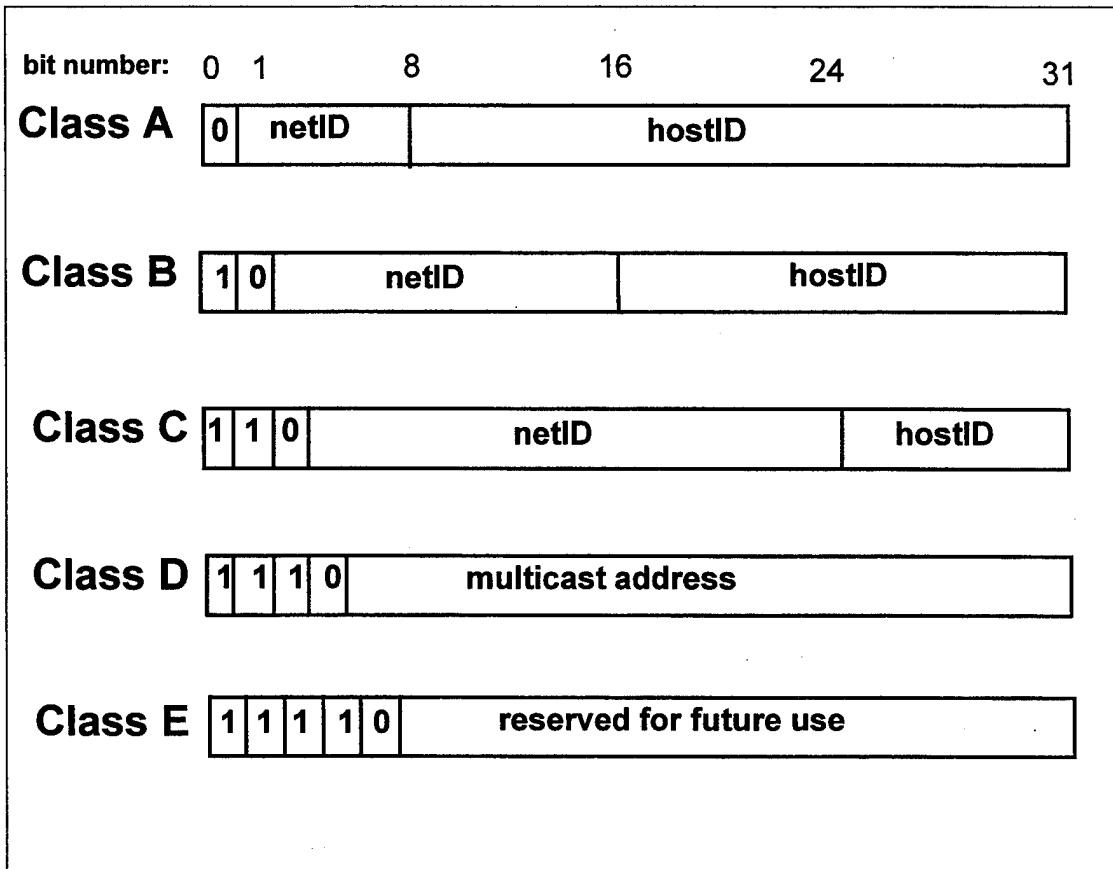 bit number: 0 1 8 16 24 31
Class A 0 netID hostID
Class B 1 0 netID hostID
Class C 1 1 0 netID hostID
Class D 1 1 1 0 multicast address
Class E 1 1 1 1 0 reserved for future use